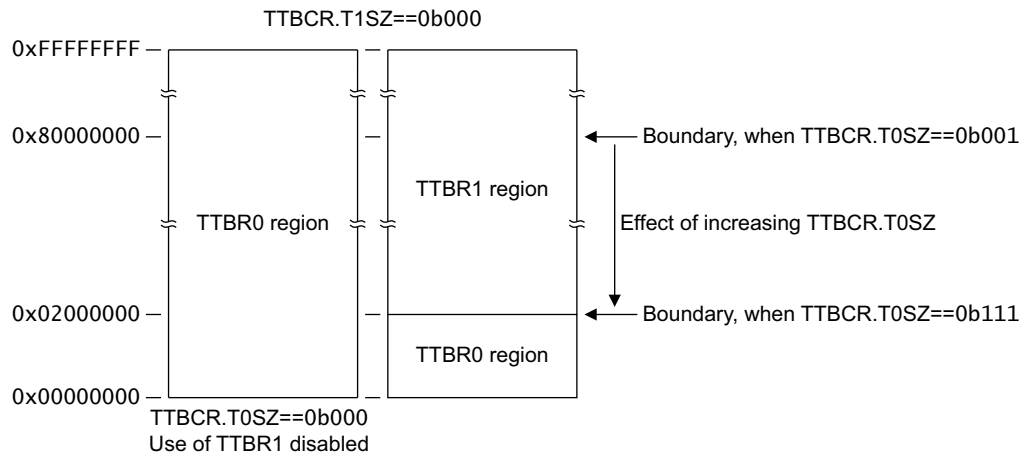 TTBCR.T1SZ==0b000
0xFFFFFFFF
0x80000000
Boundary, when TTBCR.T0SZ==0b001
TTBR1 region
TTBR0 region
Effect of increasing TTBCR.T0SZ
0x02000000
Boundary, when TTBCR.T0SZ==0b111
TTBR0 region
0x00000000
TTBCR.T0SZ==0b000
Use of TTBR1 disabled